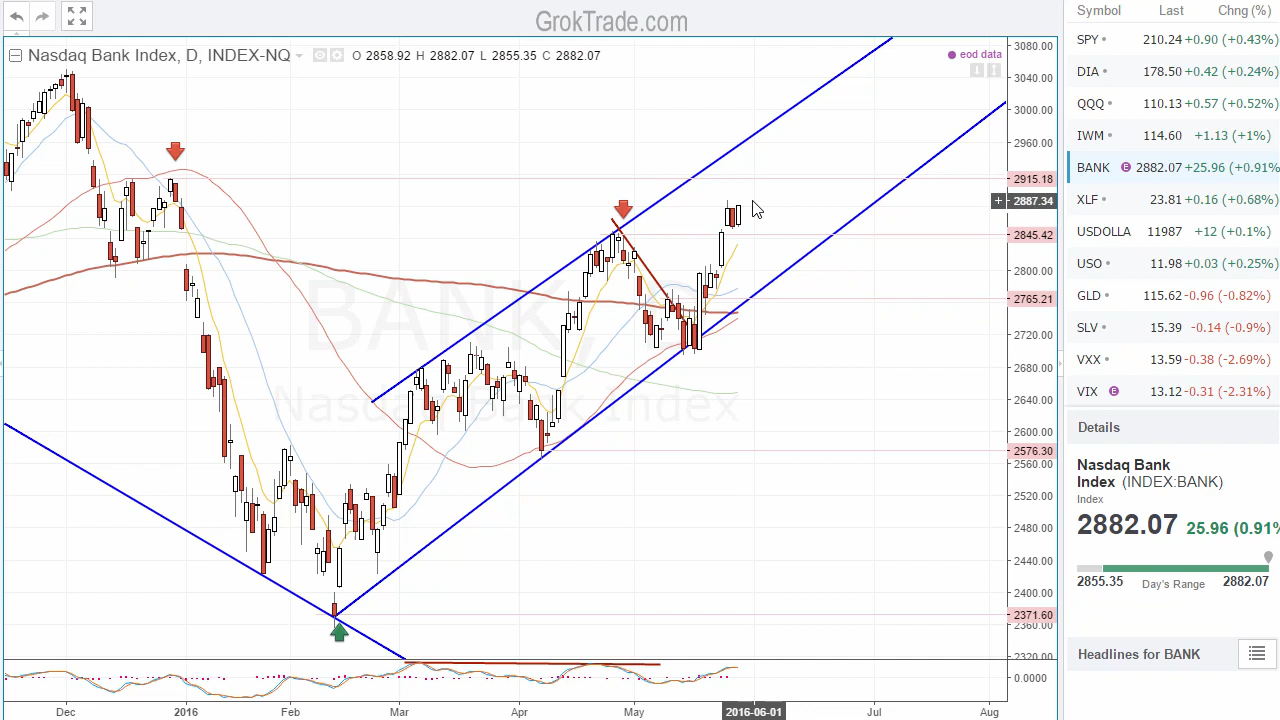 GrokTrade.com
Nasdaq Bank Index, D, INDEX-NQ O 2858.92 H 2882.07 L 2855.35 C 2882.07
eod data
BANK,
Nasdaq Bank Index
3080.00
3040.00
3000.00
2960.00
2915.18
2887.34
2845.42
2800.00
2765.21
2720.00
2680.00
2640.00
2600.00
2576.30
2560.00
2520.00
2480.00
2440.00
2400.00
2371.60
2360.00
2320.00
0.0000
Dec 2016 Feb Mar Apr May 2016-06-01 Jul Aug
Symbol Last Chng (%)
SPY 210.24 +0.90 (+0.43%)
DIA 178.50 +0.42 (+0.24%)
QQQ 110.13 +0.57 (+0.52%)
IWM 114.60 +1.13 (+1%)
BANK E 2882.07 +25.96 (+0.91%
XLF 23.81 +0.16 (+0.68%)
USDOLLA 11987 +12 (+0.1%)
USO 11.98 +0.03 (+0.25%)
GLD 115.62 -0.96 (-0.82%)
SLV 15.39 -0.14 (-0.9%)
VXX 13.59 -0.38 (-2.69%)
VIX E 13.12 -0.31 (-2.31%)
Details
Nasdaq Bank
Index (INDEX:BANK)
Index
2882.07 25.96 (0.91%
2855.35 Day's Range 2882.07
Headlines for BANK